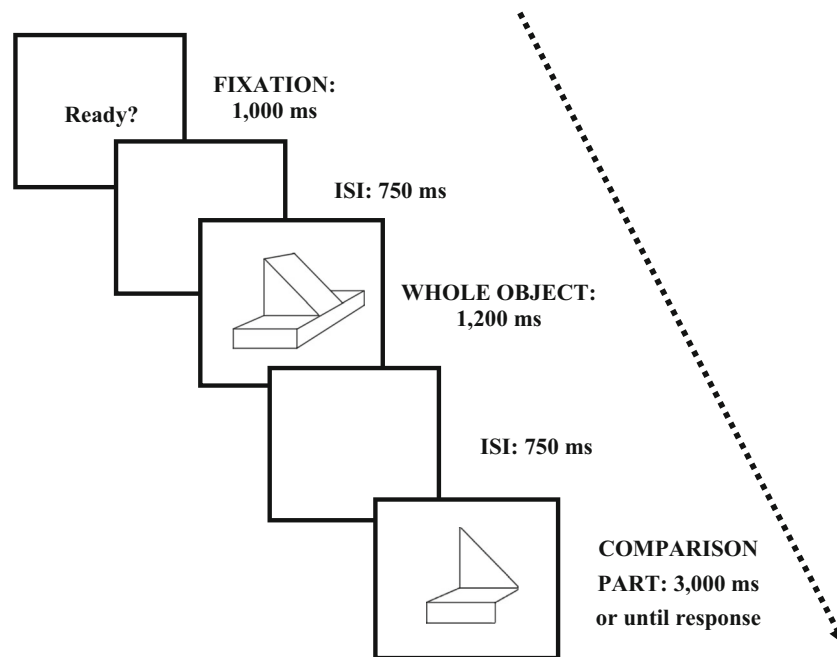 Ready?
FIXATION:
1,000 ms
ISI: 750 ms
WHOLE OBJECT:
1,200 ms
ISI: 750 ms
COMPARISON
PART: 3,000 ms
or until response